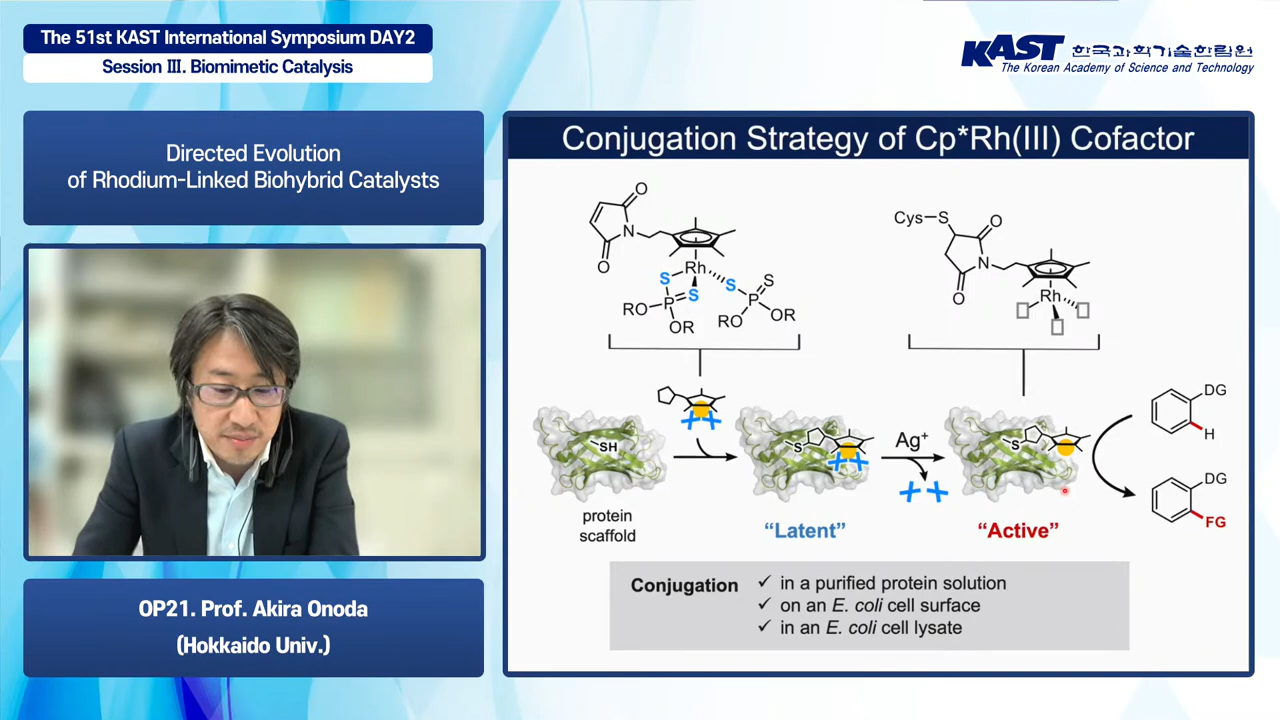 The 51st KAST International Symposium DAY2
Session Ⅲ. Biomimetic Catalysis
KAST 한국과학기술한림원
The Korean Academy of Science and Technology
Directed Evolution
of Rhodium-Linked Biohybrid Catalysts
OP21. Prof. Akira Onoda
(Hokkaido Univ.)
Conjugation Strategy of Cp*Rh(III) Cofactor
O
N
O
Rh
S
S
S
S
P
P
RO
OR
RO
OR
Cys
S
O
N
O
Rh
SH
S
Ag⁺
S
DG
H
DG
FG
protein
scaffold
“Latent”
“Active”
Conjugation
✓ in a purified protein solution
✓ on an E. coli cell surface
✓ in an E. coli cell lysate